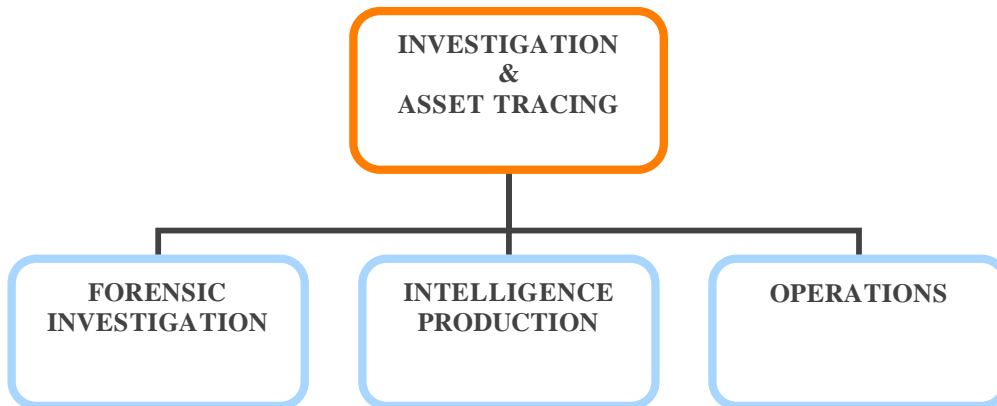 INVESTIGATION
&
ASSET TRACING
FORENSIC
INVESTIGATION
INTELLIGENCE
PRODUCTION
OPERATIONS